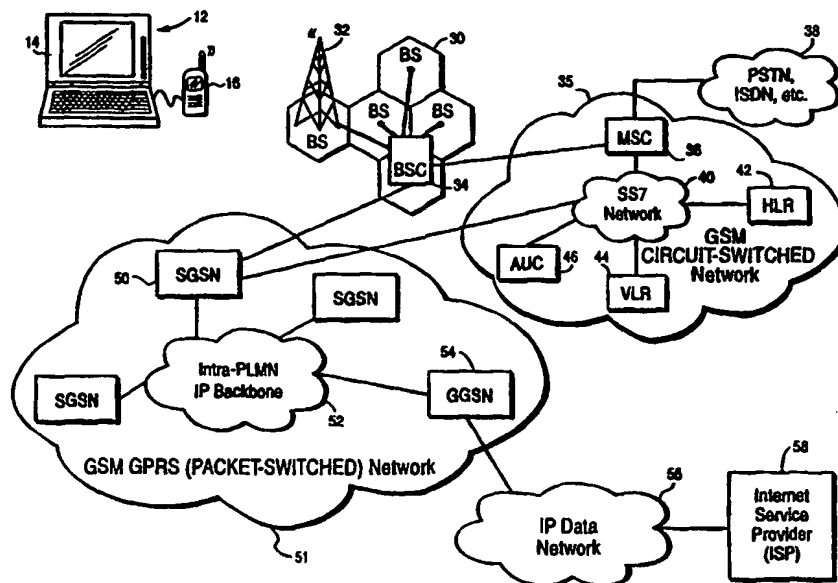 12
14
16
32
30
BS
BS
BS
BS
BSC
34
35
38
PSTN,
ISDN, etc.
MSC
36
40
SS7
Network
42
HLR
GSM
CIRCUIT-SWITCHED
Network
AUC
46
44
VLR
50
SGSN
SGSN
SGSN
Intra-PLMN
IP Backbone
52
54
GGSN
GSM GPRS (PACKET-SWITCHED) Network
51
56
IP Data
Network
58
Internet
Service
Provider
(ISP)